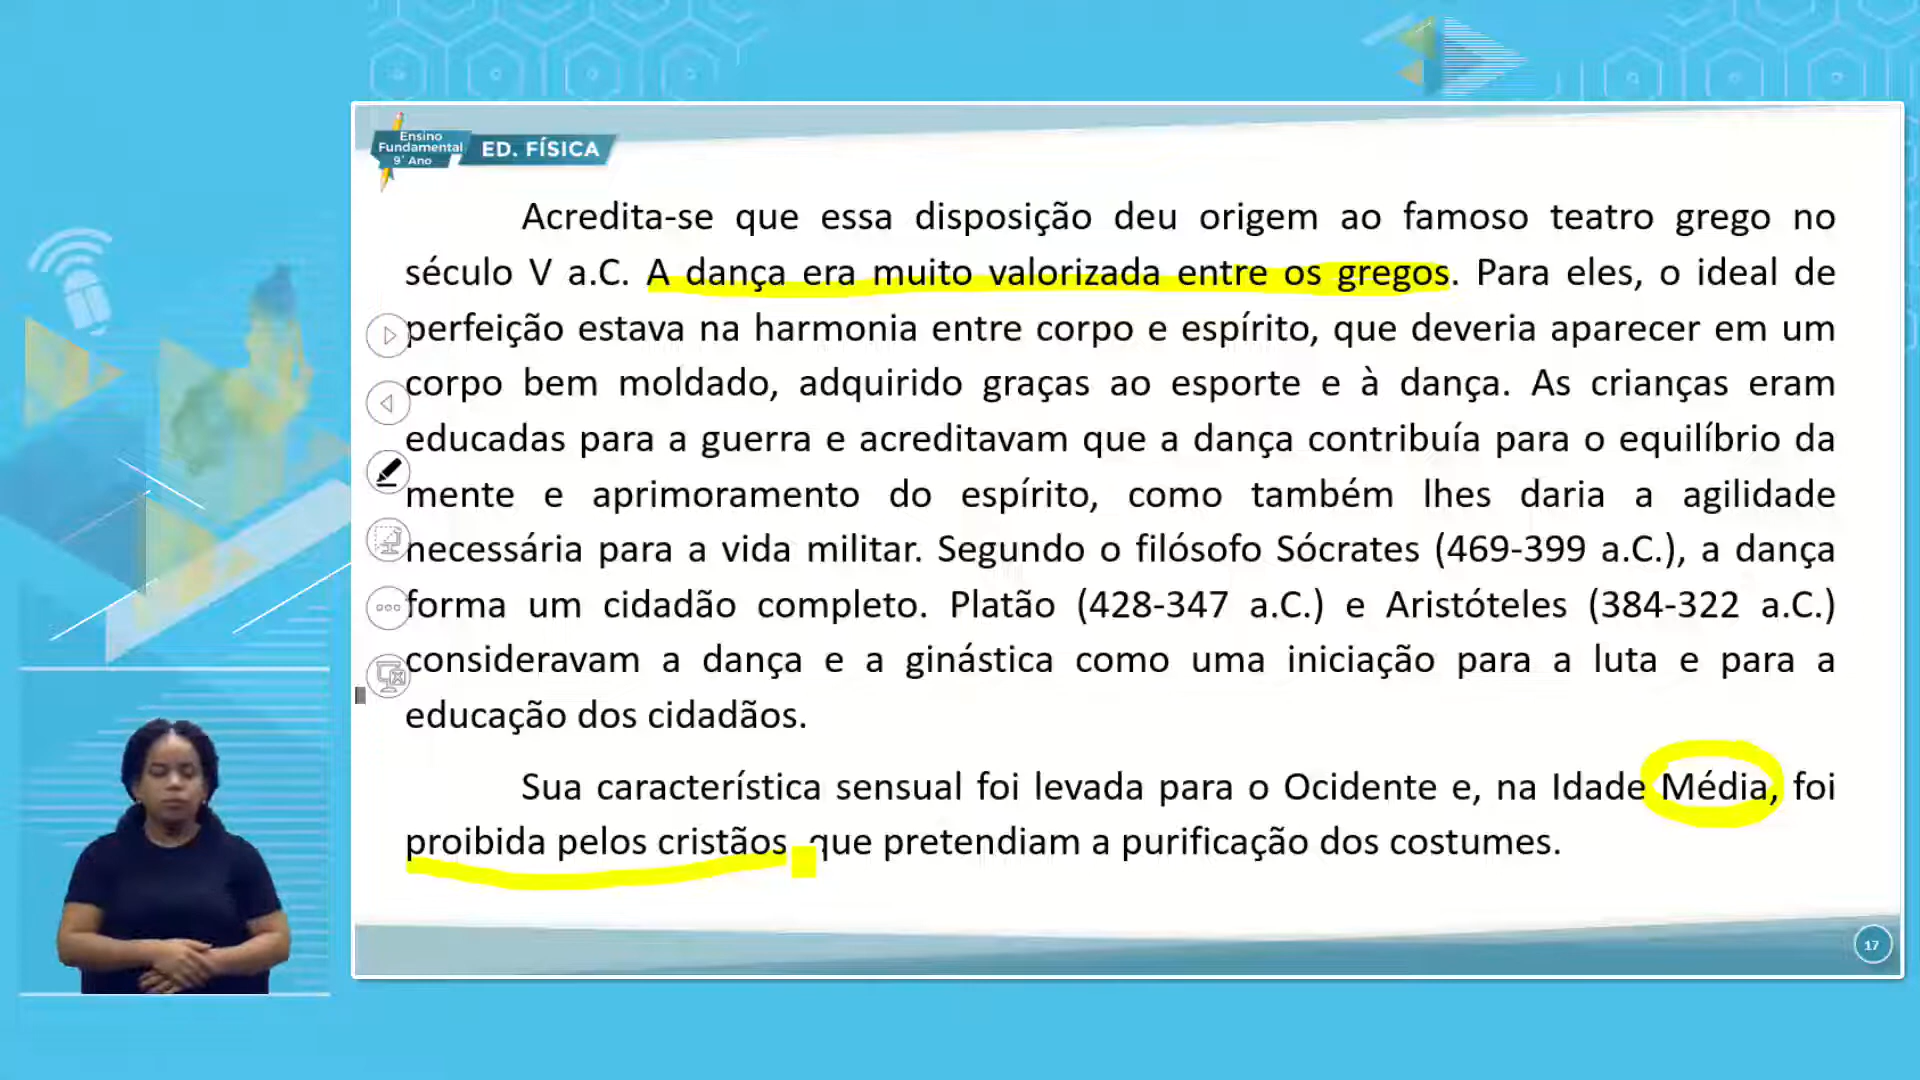 Ensino
Fundamental
9° Ano
ED. FÍSICA
Acredita-se que essa disposição deu origem ao famoso teatro grego no
século V a.C. A dança era muito valorizada entre os gregos. Para eles, o ideal de
perfeição estava na harmonia entre corpo e espírito, que deveria aparecer em um
corpo bem moldado, adquirido graças ao esporte e à dança. As crianças eram
educadas para a guerra e acreditavam que a dança contribuía para o equilíbrio da
mente e aprimoramento do espírito, como também lhes daria a agilidade
necessária para a vida militar. Segundo o filósofo Sócrates (469-399 a.C.), a dança
forma um cidadão completo. Platão (428-347 a.C.) e Aristóteles (384-322 a.C.)
consideravam a dança e a ginástica como uma iniciação para a luta e para a
educação dos cidadãos.
Sua característica sensual foi levada para o Ocidente e, na Idade Média, foi
proibida pelos cristãos que pretendiam a purificação dos costumes.
17